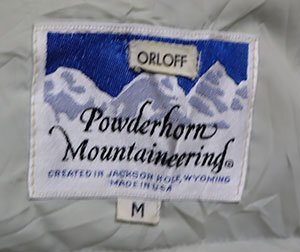 ORLOFF
Powderhorn
Mountaineering®
CREATED IN JACKSON HOLE, WYOMING
MADE IN USA
M